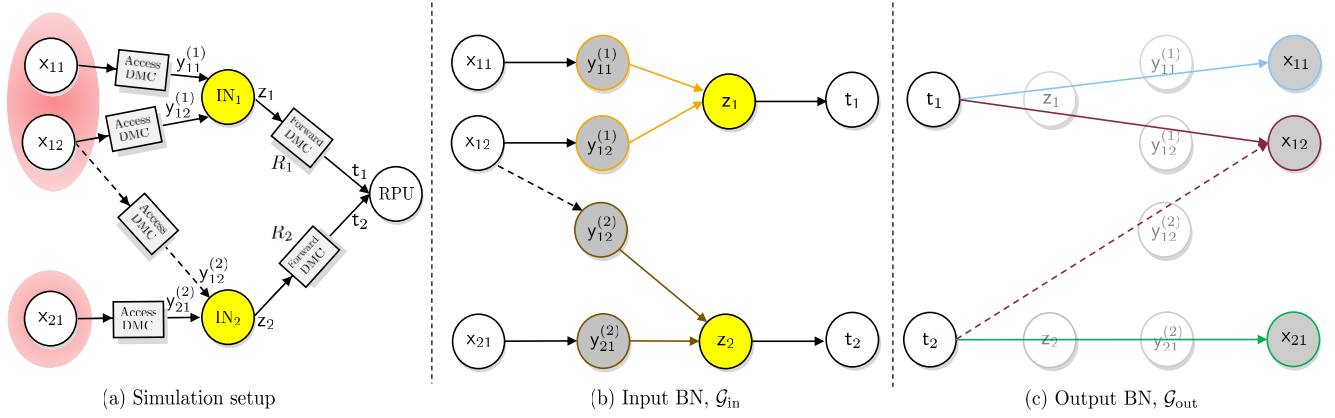 x₁₁
Access
DMC
y₁₁⁽¹⁾
IN₁
z₁
x₁₂
Access
DMC
y₁₂⁽¹⁾
Forward
DMC
R₁
t₁
RPU
Access
DMC
R₂
t₂
Forward
DMC
y₁₂⁽²⁾
x₂₁
Access
DMC
y₂₁⁽²⁾
IN₂
z₂
(a) Simulation setup
x₁₁
y₁₁⁽¹⁾
z₁
t₁
x₁₂
y₁₂⁽¹⁾
y₁₂⁽²⁾
x₂₁
y₂₁⁽²⁾
z₂
t₂
(b) Input BN, 𝒢ᵢₙ
t₁
z₁
y₁₁⁽¹⁾
x₁₁
y₁₂⁽¹⁾
x₁₂
y₁₂⁽²⁾
t₂
z₂
y₂₁⁽²⁾
x₂₁
(c) Output BN, 𝒢_out